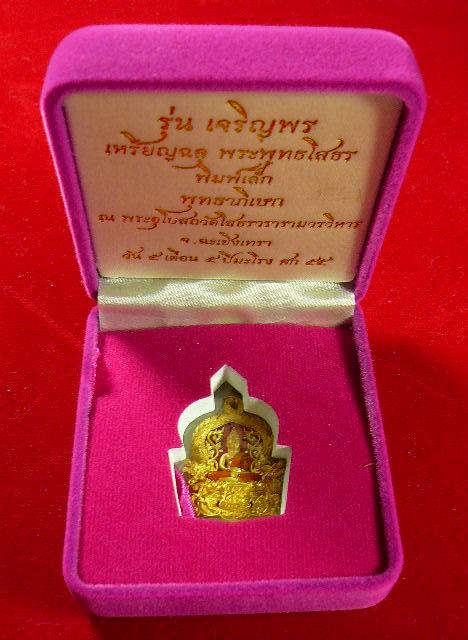 รุ่น เจริญพร
เหรียญฉลุ พระพุทธโสธร
พิมพ์เล็ก
พุทธาภิเษก
ณ พระอุโบสถวัดโสธรวรารามวรวิหาร
จ.ฉะเชิงเทรา
วัน ๕ เดือน ๕ ปีมะโรง ศก ๕๕